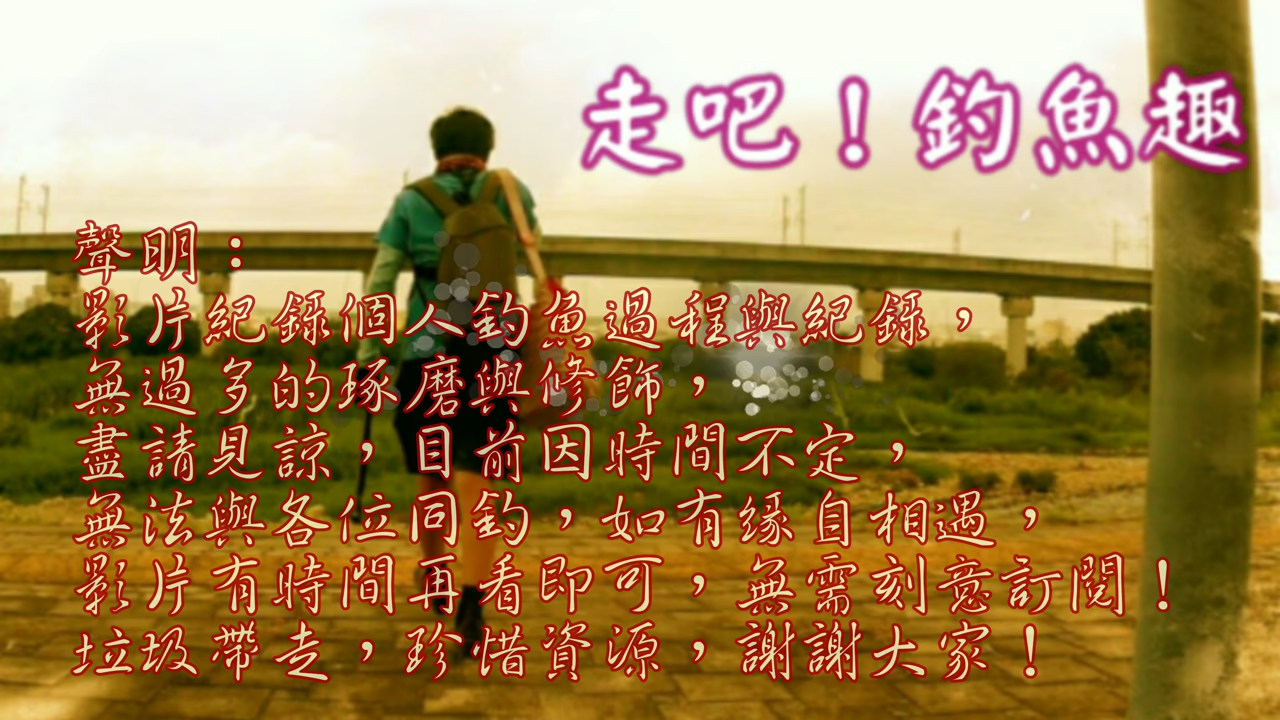 走吧！釣魚趣
聲明：
影片紀錄個人釣魚過程與紀錄，
無過多的琢磨與修飾，
盡請見諒，目前因時間不定，
無法與各位同釣，如有緣自相遇，
影片有時間再看即可，無需刻意訂閱！
垃圾帶走，珍惜資源，謝謝大家！